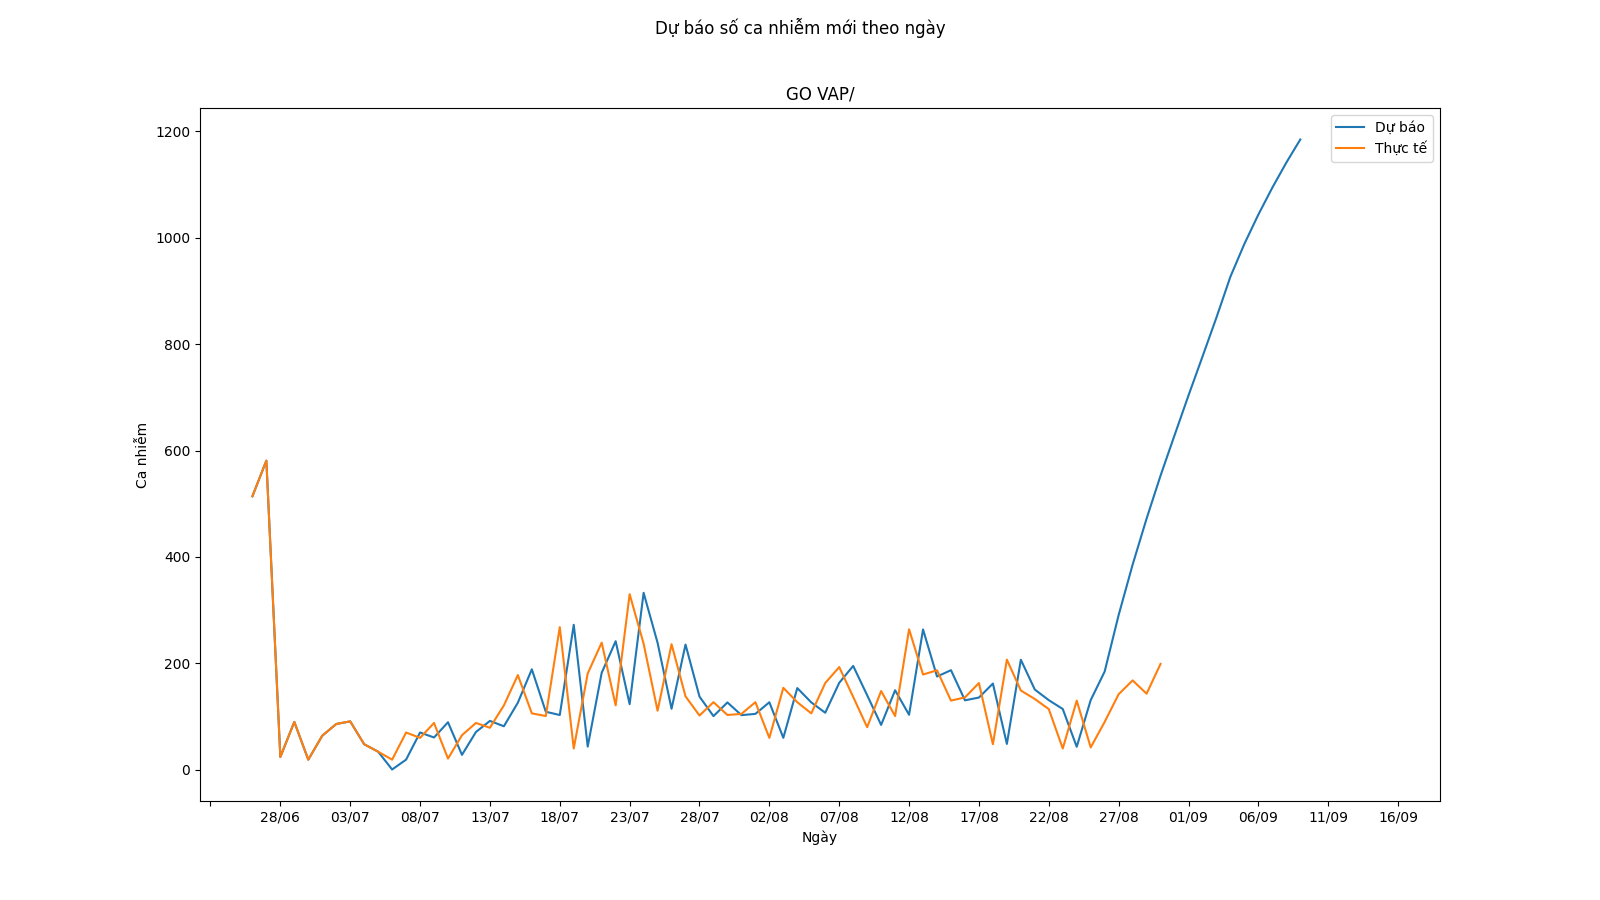 Dự báo số ca nhiễm mới theo ngày
GO VAP/
Dự báo
Thực tế
1200
1000
800
600
400
200
0
Ca nhiễm
28/06 03/07 08/07 13/07 18/07 23/07 28/07 02/08 07/08 12/08 17/08 22/08 27/08 01/09 06/09 11/09 16/09
Ngày